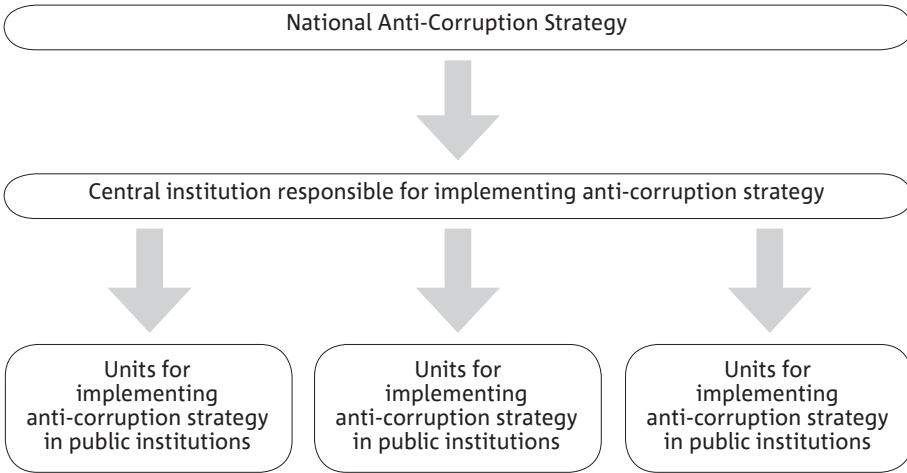 National Anti-Corruption Strategy
Central institution responsible for implementing anti-corruption strategy
Units for
implementing
anti-corruption strategy
in public institutions
Units for
implementing
anti-corruption strategy
in public institutions
Units for
implementing
anti-corruption strategy
in public institutions